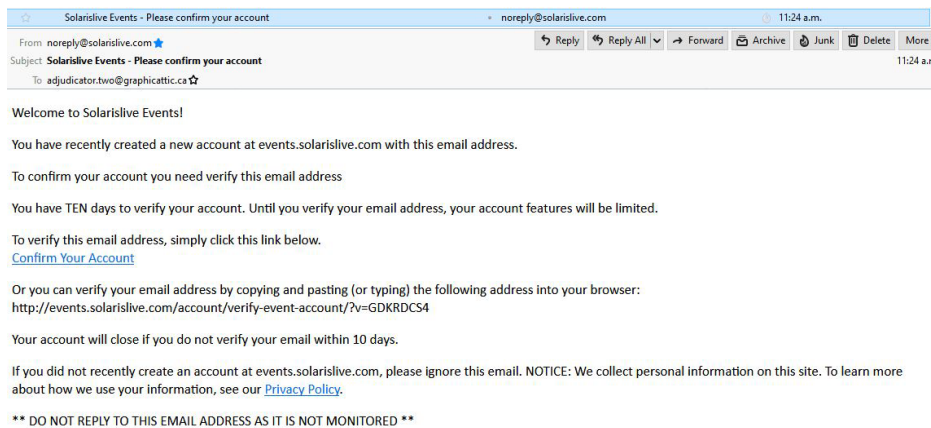 Solarislive Events - Please confirm your account noreply@solarislive.com 11:24 a.m.
From noreply@solarislive.com Reply Reply All Forward Archive Junk Delete More
Subject Solarislive Events - Please confirm your account 11:24 a.m
To adjudicator.two@graphicattic.ca
Welcome to Solarislive Events!
You have recently created a new account at events.solarislive.com with this email address.
To confirm your account you need verify this email address
You have TEN days to verify your account. Until you verify your email address, your account features will be limited.
To verify this email address, simply click this link below.
Confirm Your Account
Or you can verify your email address by copying and pasting (or typing) the following address into your browser:
http://events.solarislive.com/account/verify-event-account/?v=GDKRDCS4
Your account will close if you do not verify your email within 10 days.
If you did not recently create an account at events.solarislive.com, please ignore this email. NOTICE: We collect personal information on this site. To learn more
about how we use your information, see our Privacy Policy.
** DO NOT REPLY TO THIS EMAIL ADDRESS AS IT IS NOT MONITORED **